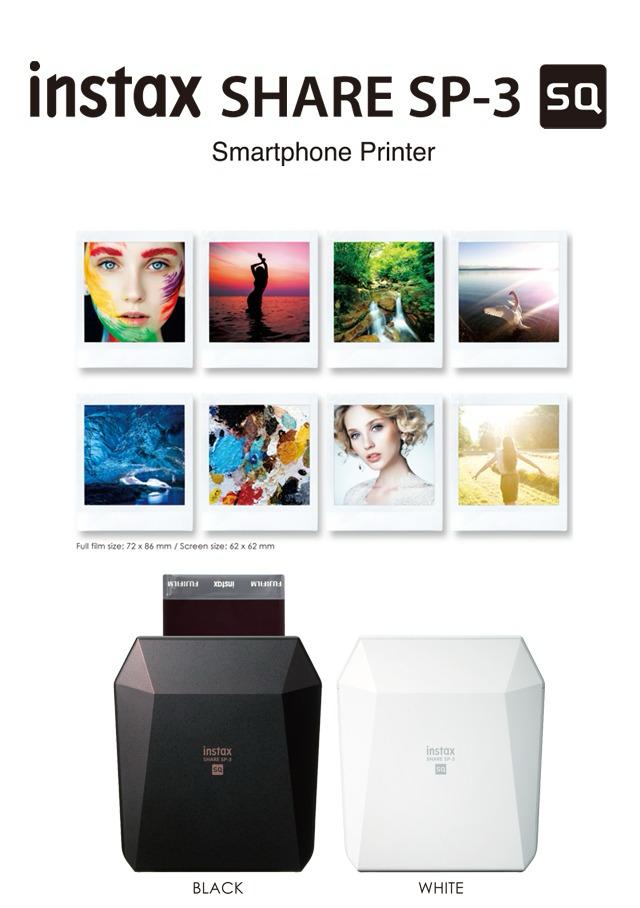 instax SHARE SP-3 SQ
Smartphone Printer
Full film size: 72 x 86 mm / Screen size: 62 x 62 mm
FUJIFILM instax FUJIFILM
instax
SHARE SP-3
SQ
instax
SHARE SP-3
SQ
BLACK
WHITE